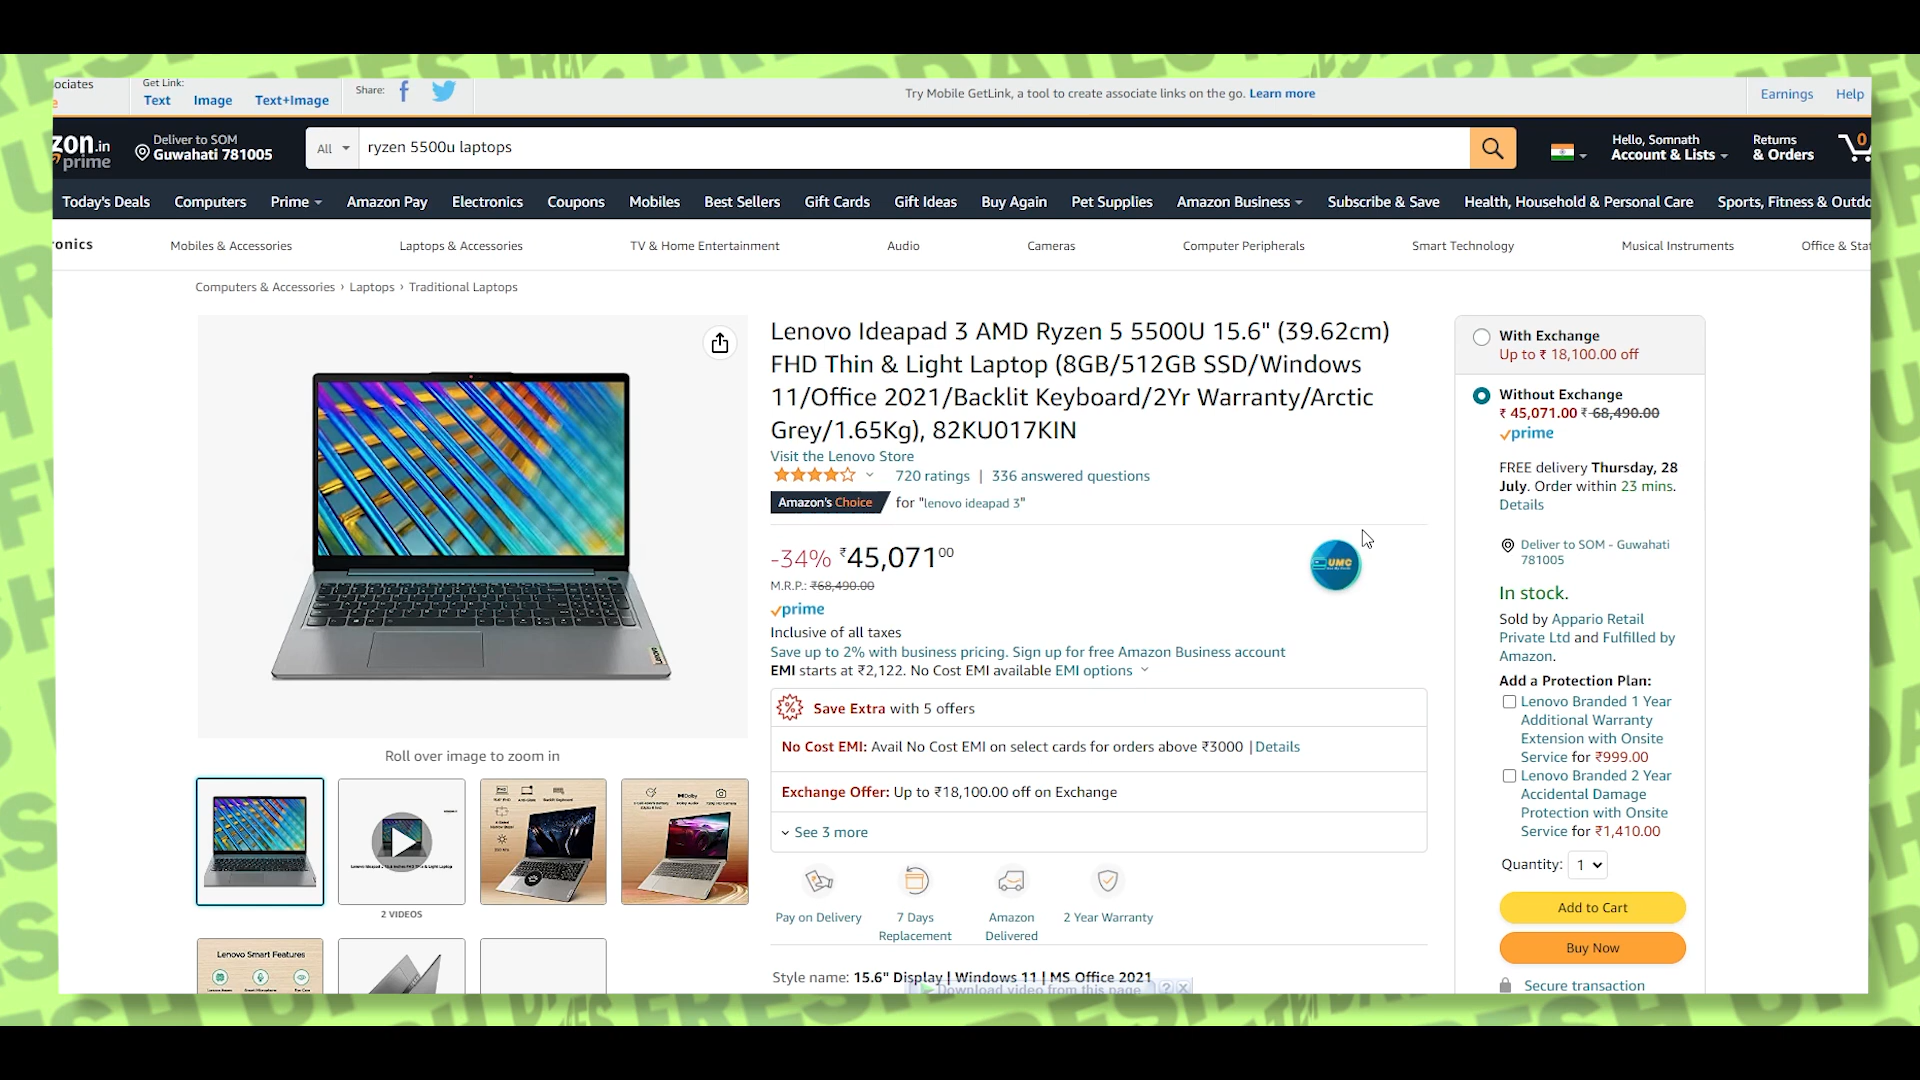 ociates
Get Link:
Text Image Text+Image
Share:
Try Mobile GetLink, a tool to create associate links on the go. Learn more
Earnings Help
zon.in
prime
Deliver to SOM
Guwahati 781005
All
ryzen 5500u laptops
Hello, Somnath
Account & Lists
Returns
& Orders
0
Today's Deals Computers Prime Amazon Pay Electronics Coupons Mobiles Best Sellers Gift Cards Gift Ideas Buy Again Pet Supplies Amazon Business Subscribe & Save Health, Household & Personal Care Sports, Fitness & Outdo
onics Mobiles & Accessories Laptops & Accessories TV & Home Entertainment Audio Cameras Computer Peripherals Smart Technology Musical Instruments Office & Stat
Computers & Accessories › Laptops › Traditional Laptops
Roll over image to zoom in
2 VIDEOS
Lenovo Smart Features
Lenovo Ideapad 3 AMD Ryzen 5 5500U 15.6" (39.62cm)
FHD Thin & Light Laptop (8GB/512GB SSD/Windows
11/Office 2021/Backlit Keyboard/2Yr Warranty/Arctic
Grey/1.65Kg), 82KU017KIN
Visit the Lenovo Store
720 ratings | 336 answered questions
Amazon's Choice for "lenovo ideapad 3"
-34% ₹45,071 00
M.R.P.: ₹68,490.00
prime
UMC
Inclusive of all taxes
Save up to 2% with business pricing. Sign up for free Amazon Business account
EMI starts at ₹2,122. No Cost EMI available EMI options
Save Extra with 5 offers
No Cost EMI: Avail No Cost EMI on select cards for orders above ₹3000 |Details
Exchange Offer: Up to ₹18,100.00 off on Exchange
See 3 more
Pay on Delivery
7 Days
Replacement
Amazon
Delivered
2 Year Warranty
Style name: 15.6" Display | Windows 11 | MS Office 2021
Download video from this page
With Exchange
Up to ₹ 18,100.00 off
Without Exchange
₹ 45,071.00 ₹ 68,490.00
prime
FREE delivery Thursday, 28
July. Order within 23 mins.
Details
Deliver to SOM - Guwahati
781005
In stock.
Sold by Appario Retail
Private Ltd and Fulfilled by
Amazon.
Add a Protection Plan:
Lenovo Branded 1 Year
Additional Warranty
Extension with Onsite
Service for ₹999.00
Lenovo Branded 2 Year
Accidental Damage
Protection with Onsite
Service for ₹1,410.00
Quantity: 1
Add to Cart
Buy Now
Secure transaction